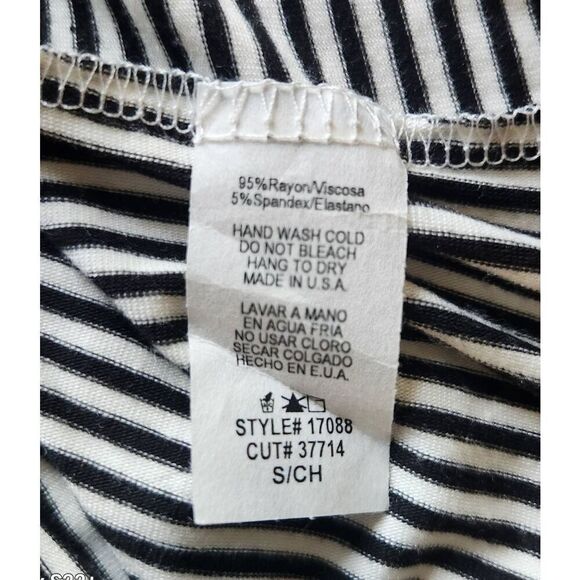 95%Rayon/Viscosa
5%Spandex/Elastano
HAND WASH COLD
DO NOT BLEACH
HANG TO DRY
MADE IN U.S.A.
LAVAR A MANO
EN AGUA FRIA
NO USAR CLORO
SECAR COLGADO
HECHO EN E.U.A.
STYLE# 17088
CUT# 37714
S/CH